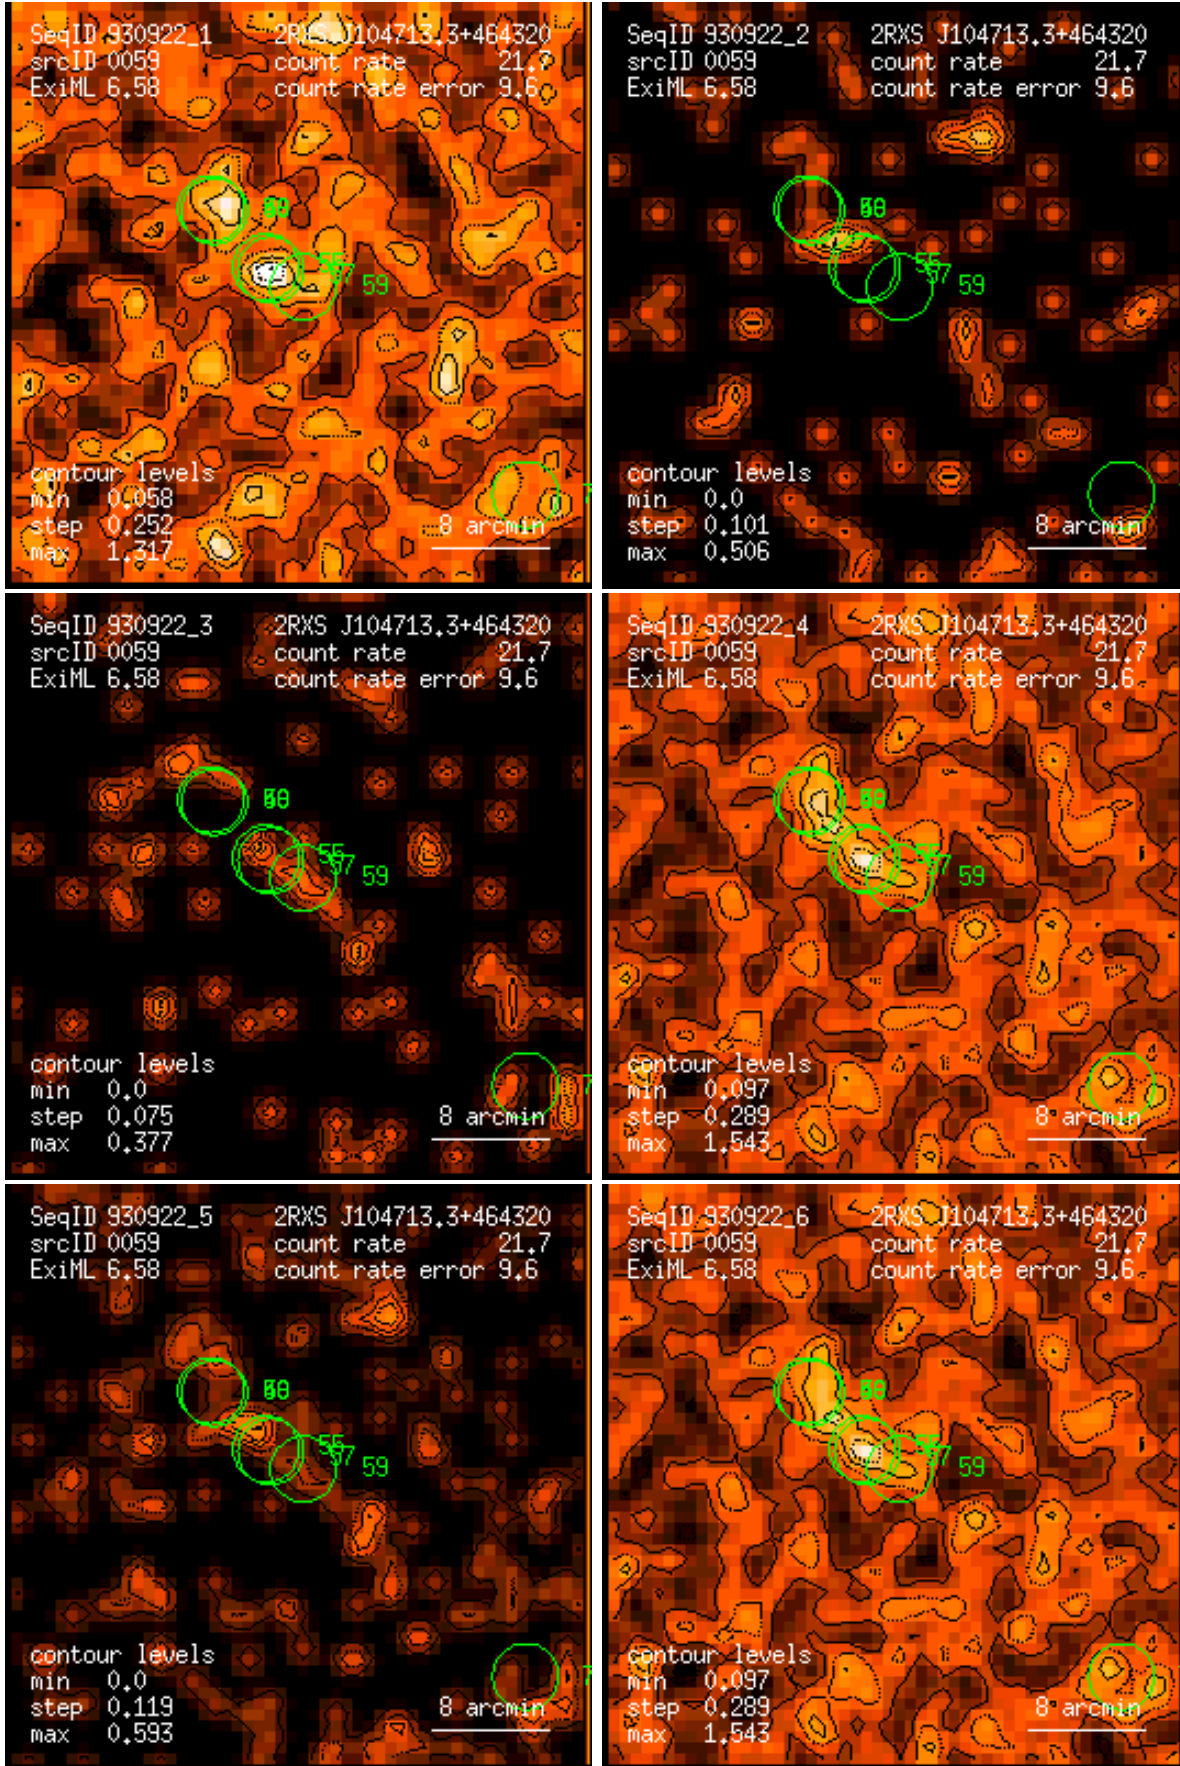 SeqID 930922_1 2RXS J104713.3+464320
srcID 0059 count rate 21.7
ExiML 6.58 count rate error 9.6
59
contour levels
min 0.058
step 0.252
max 1.317
8 arcmin
SeqID 930922_2 2RXS J104713.3+464320
srcID 0059 count rate 21.7
ExiML 6.58 count rate error 9.6
59
contour levels
min 0.0
step 0.101
max 0.506
8 arcmin
SeqID 930922_3 2RXS J104713.3+464320
srcID 0059 count rate 21.7
ExiML 6.58 count rate error 9.6
59
contour levels
min 0.0
step 0.075
max 0.377
8 arcmin
SeqID 930922_4 2RXS J104713.3+464320
srcID 0059 count rate 21.7
ExiML 6.58 count rate error 9.6
59
contour levels
min 0.097
step 0.289
max 1.543
8 arcmin
SeqID 930922_5 2RXS J104713.3+464320
srcID 0059 count rate 21.7
ExiML 6.58 count rate error 9.6
59
contour levels
min 0.0
step 0.119
max 0.593
8 arcmin
SeqID 930922_6 2RXS J104713.3+464320
srcID 0059 count rate 21.7
ExiML 6.58 count rate error 9.6
59
contour levels
min 0.097
step 0.289
max 1.543
8 arcmin